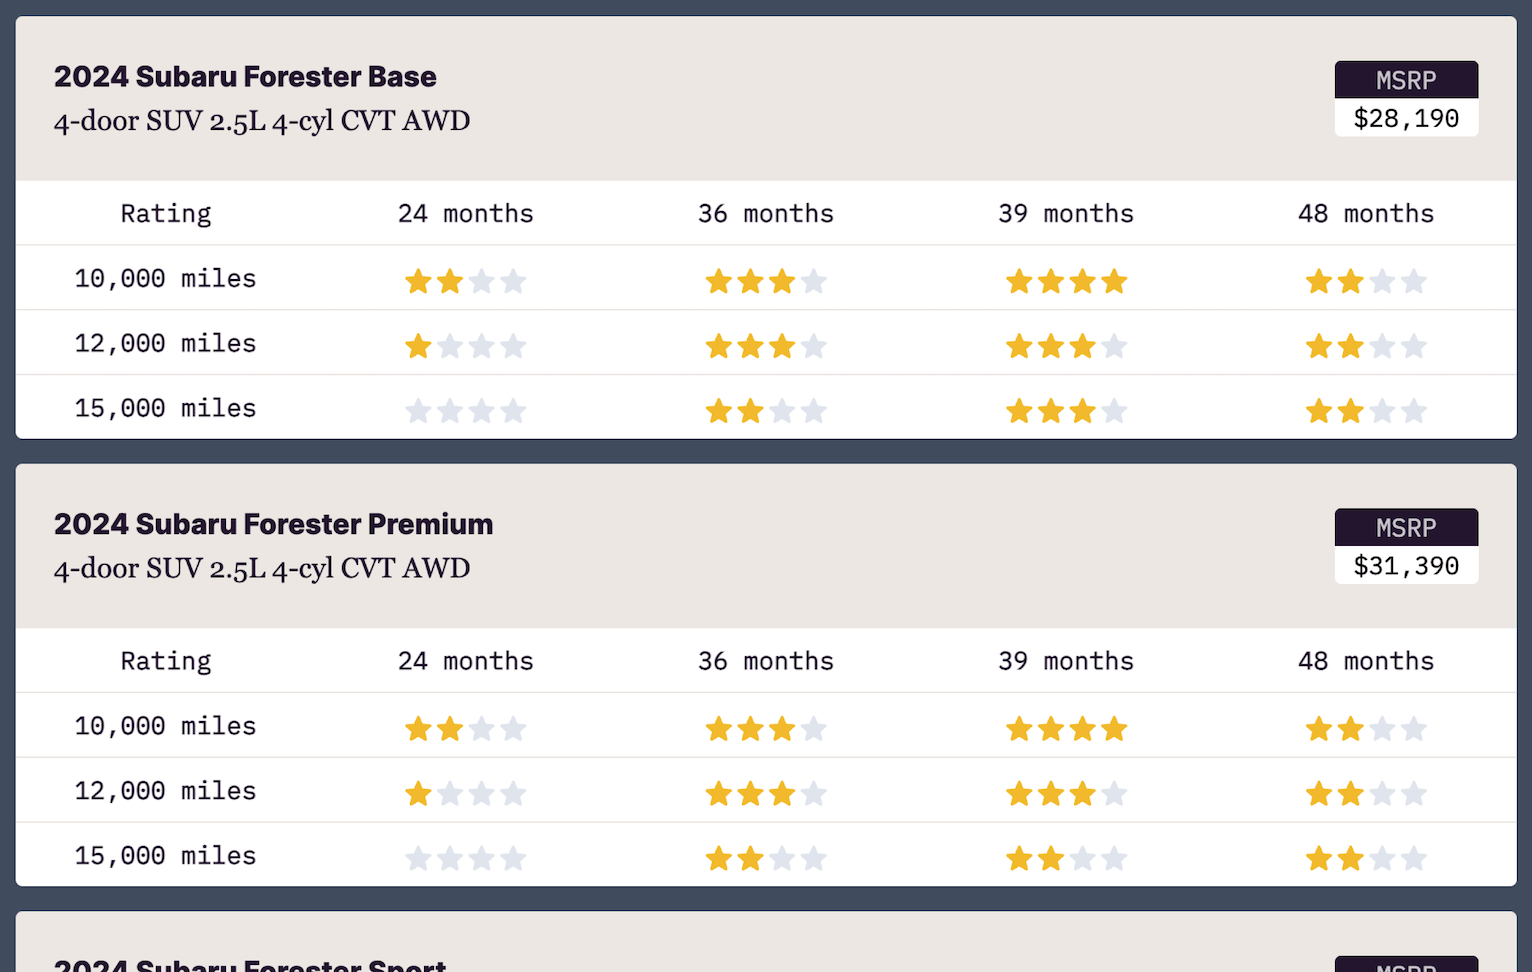 2024 Subaru Forester Base
4-door SUV 2.5L 4-cyl CVT AWD
MSRP
$28,190
Rating 24 months 36 months 39 months 48 months
10,000 miles
12,000 miles
15,000 miles
2024 Subaru Forester Premium
4-door SUV 2.5L 4-cyl CVT AWD
MSRP
$31,390
Rating 24 months 36 months 39 months 48 months
10,000 miles
12,000 miles
15,000 miles
2024 Subaru Forester Sport
MSRP